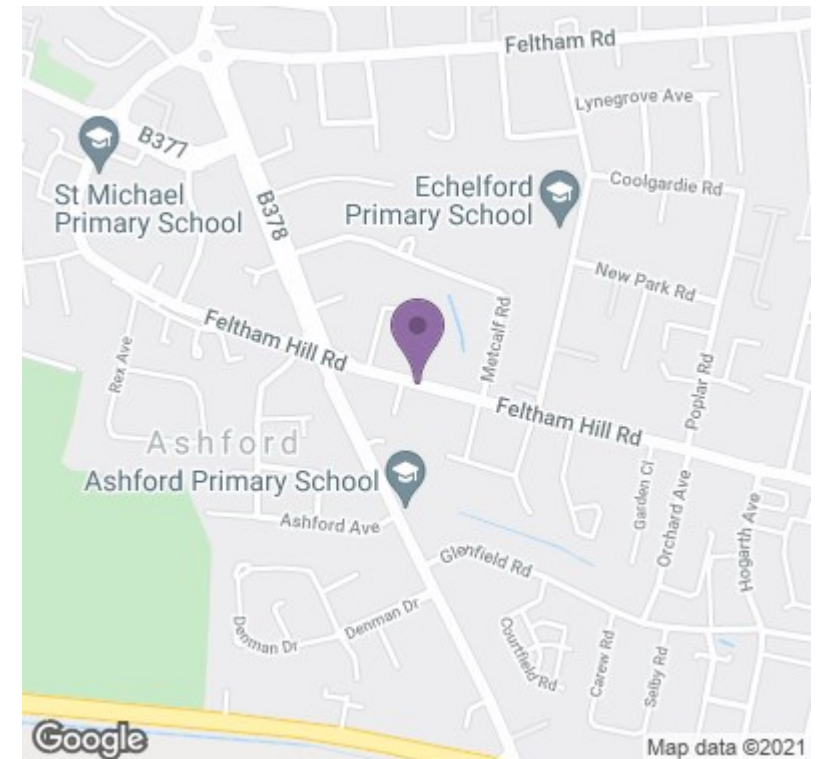 Feltham Rd
Lynegrove Ave
B377
St Michael
Primary School
B378
Echelford
Primary School
Coolgardie Rd
New Park Rd
Metcalf Rd
Feltham Hill Rd
Rex Ave
Poplar Rd
Feltham Hill Rd
Ashford
Ashford Primary School
Ashford Ave
Garden Cl
Orchard Ave
Hogarth Ave
Glenfield Rd
Denman Dr
Denman Dr
Courtfield Rd
Carew Rd
Selby Rd
Google
Map data ©2021